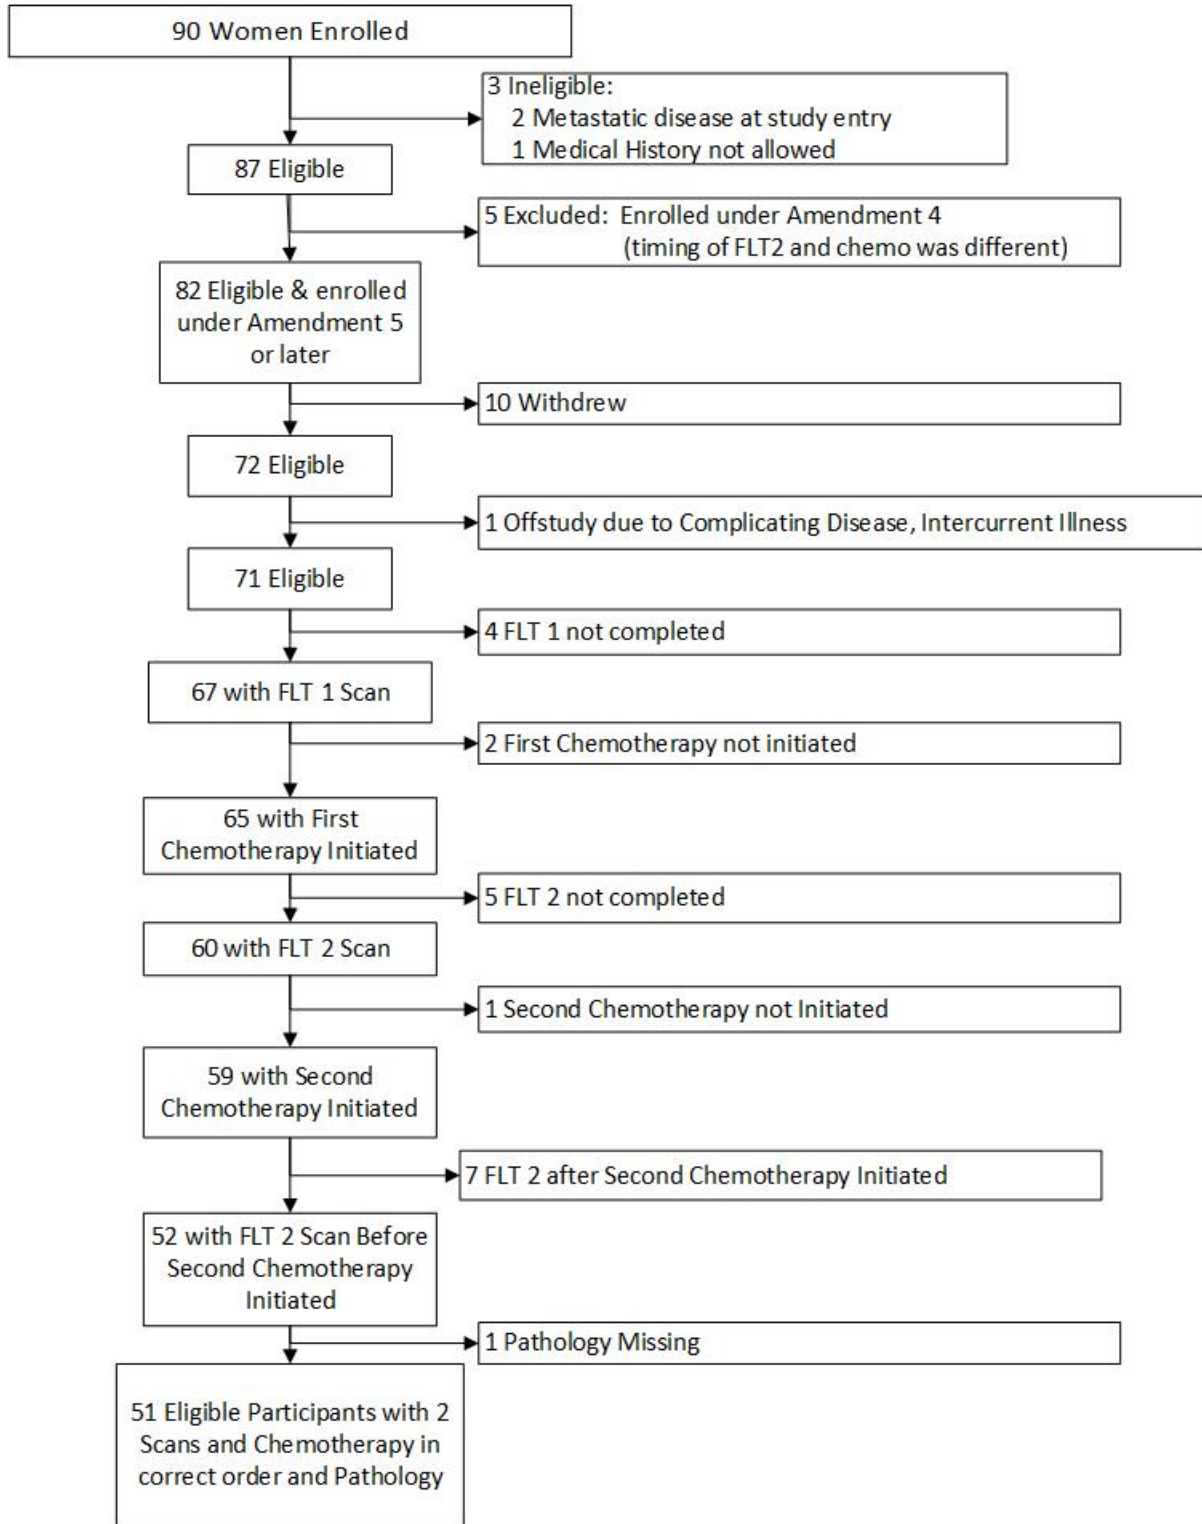 90 Women Enrolled
3 Ineligible:
2 Metastatic disease at study entry
1 Medical History not allowed
87 Eligible
5 Excluded: Enrolled under Amendment 4
(timing of FLT2 and chemo was different)
82 Eligible & enrolled
under Amendment 5
or later
10 Withdrew
72 Eligible
1 Offstudy due to Complicating Disease, Intercurrent Illness
71 Eligible
4 FLT 1 not completed
67 with FLT 1 Scan
2 First Chemotherapy not initiated
65 with First
Chemotherapy Initiated
5 FLT 2 not completed
60 with FLT 2 Scan
1 Second Chemotherapy not Initiated
59 with Second
Chemotherapy Initiated
7 FLT 2 after Second Chemotherapy Initiated
52 with FLT 2 Scan Before
Second Chemotherapy
Initiated
1 Pathology Missing
51 Eligible Participants with 2
Scans and Chemotherapy in
correct order and Pathology